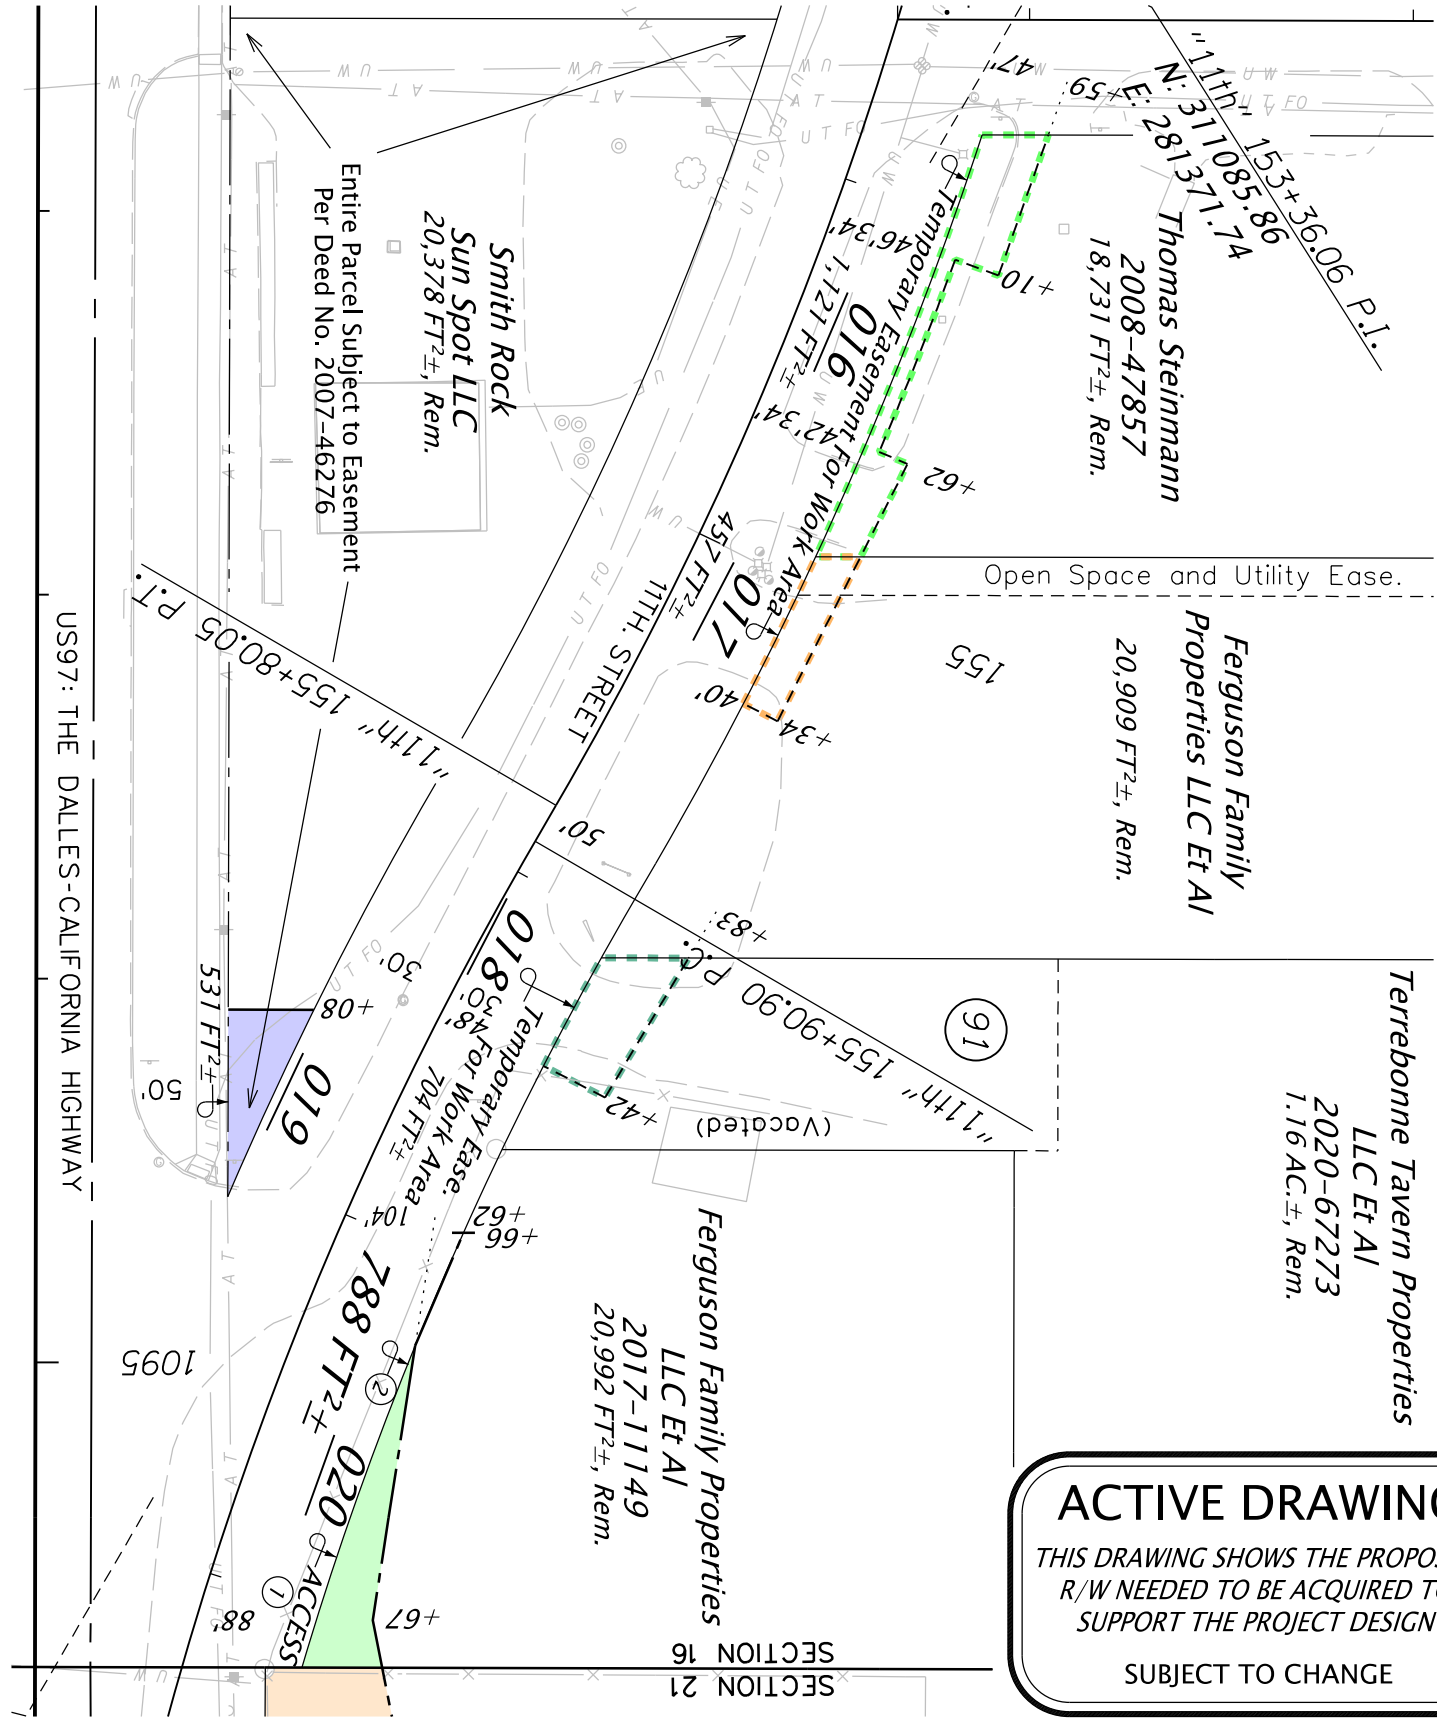 "11th" 153+36.06 P.I.
N: 311085.86
E: 281371.74
47'
+59
Thomas Steinmann
2008-47857
18,731 FT²±, Rem.
+10
46'34'
Temporary Easement For Work Area
016
1,121 FT²±
42'34'
+62
Entire Parcel Subject to Easement
Per Deed No. 2007-46276
Smith Rock
Sun Spot LLC
20,378 FT²±, Rem.
Open Space and Utility Ease.
017
457 FT²±
11TH. STREET
155
40'
+34
Ferguson Family
Properties LLC Et Al
20,909 FT²±, Rem.
"11th" 155+80.05 P.T.
50'
+83
"11th" 155+90.90 P.C.
91
US97: THE DALLES-CALIFORNIA HIGHWAY
018
30'
30'
48'
Temporary Ease.
For Work Area
704 FT²±
+08
019
531 FT²±
50'
+42
(Vacated)
Terrebonne Tavern Properties
LLC Et Al
2020-67273
1.16 AC.±, Rem.
104'
+62
+66
Ferguson Family Properties
LLC Et Al
2017-11149
20,992 FT²±, Rem.
1095
788 FT²±
020
2
1
ACCESS
88'
+67
SECTION 16
SECTION 21
ACTIVE DRAWING
THIS DRAWING SHOWS THE PROPOS
R/W NEEDED TO BE ACQUIRED TO
SUPPORT THE PROJECT DESIGN
SUBJECT TO CHANGE